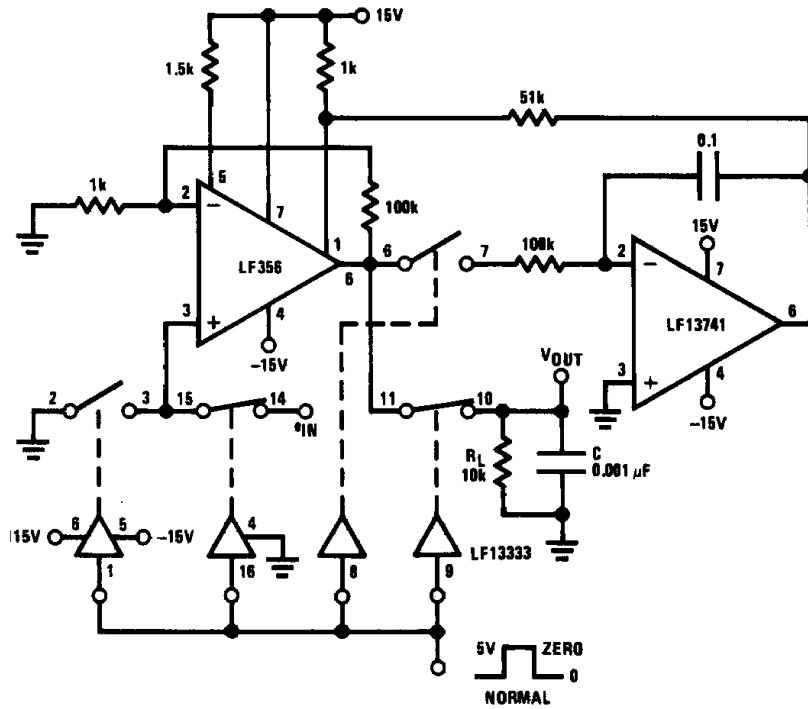 15V
1.5k
1k
51k
0.1
1k
2
5
7
100k
1
LF356
6
6
7
100k
2
15V
7
LF13741
6
3
4
-15V
3
4
-15V
VOUT
2
3
15
14
eIN
11
10
RL
10k
C
0.001 µF
15V
6
5
-15V
4
LF13333
1
16
8
9
5V
ZERO
0
NORMAL